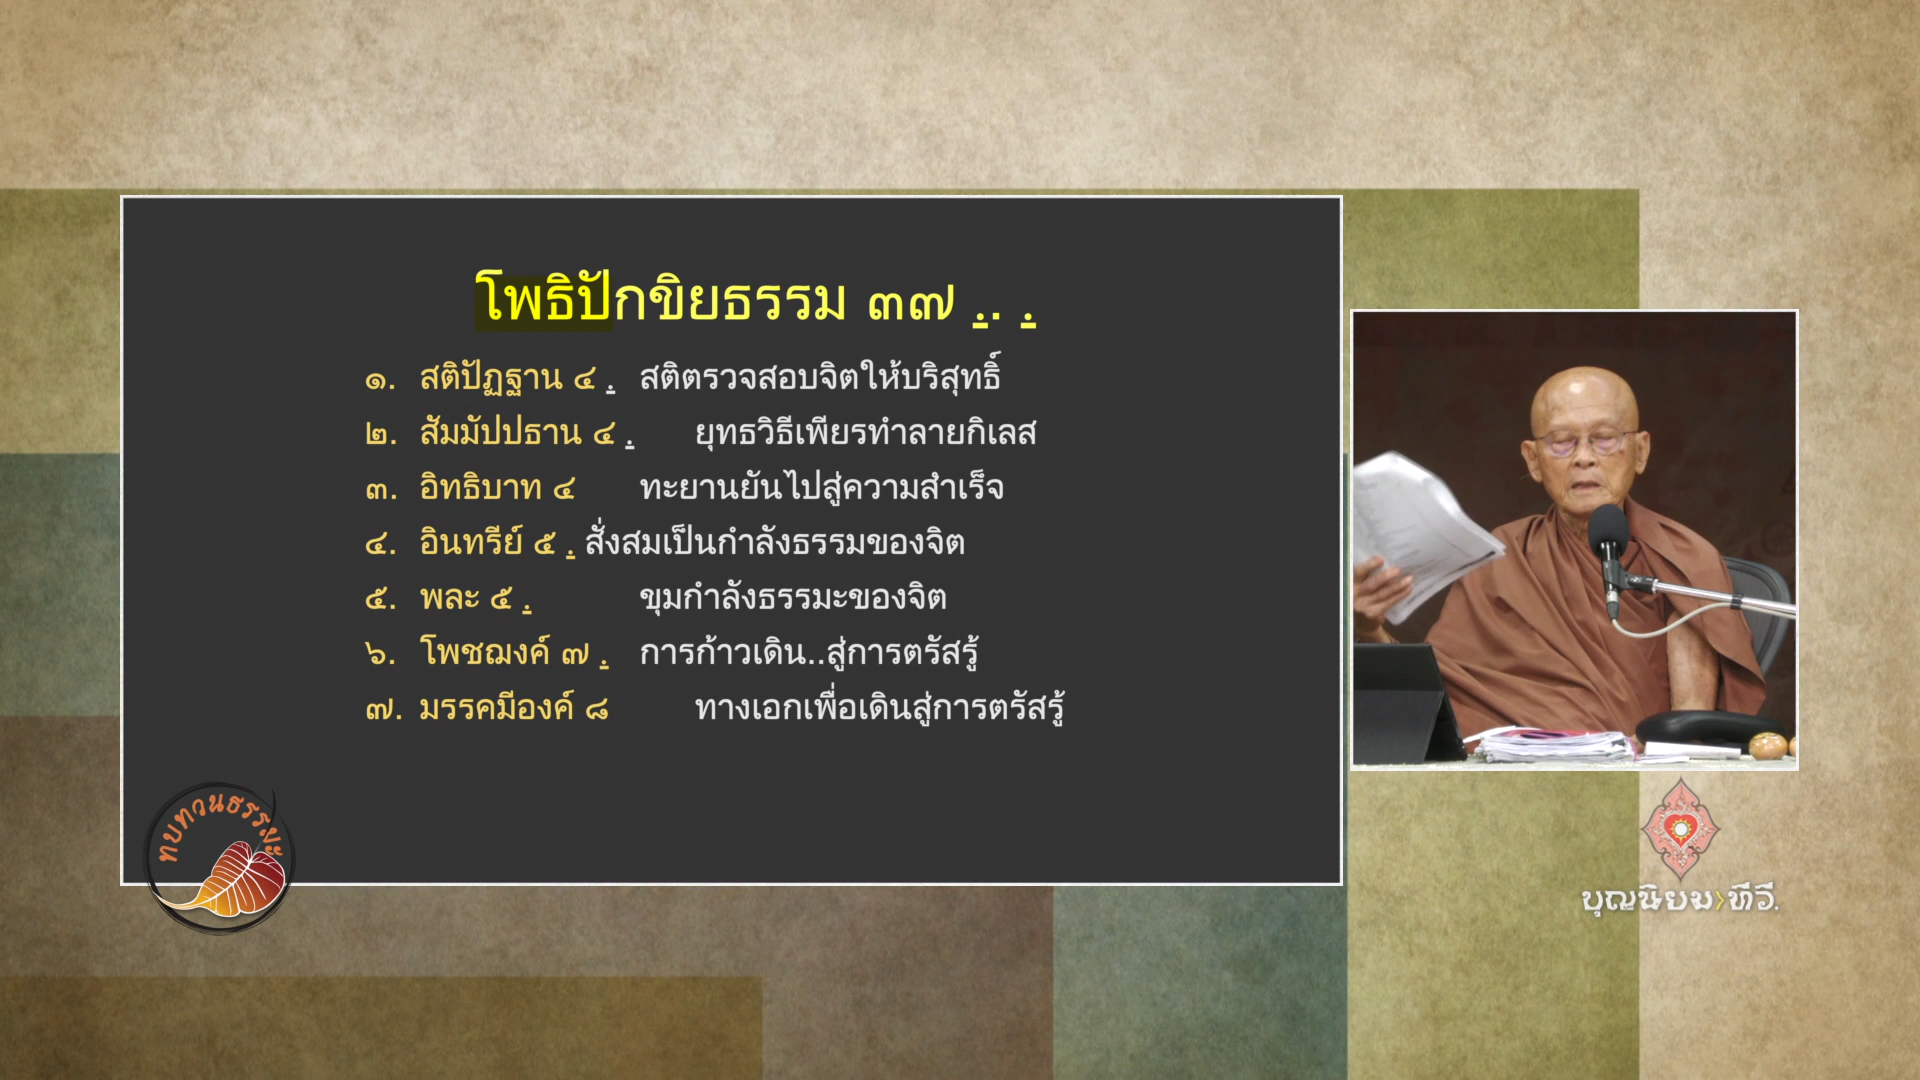 โพธิปักขิยธรรม ๓๗ .. .
๑. สติปัฏฐาน ๔ . สติตรวจสอบจิตให้บริสุทธิ์
๒. สัมมัปปธาน ๔ . ยุทธวิธีเพียรทำลายกิเลส
๓. อิทธิบาท ๔ ทะยานยันไปสู่ความสำเร็จ
๔. อินทรีย์ ๕ . สั่งสมเป็นกำลังธรรมของจิต
๕. พละ ๕ . ขุมกำลังธรรมะของจิต
๖. โพชฌงค์ ๗ . การก้าวเดิน..สู่การตรัสรู้
๗. มรรคมีองค์ ๘ ทางเอกเพื่อเดินสู่การตรัสรู้
ทบทวนธรรมะ
บุญนิยม>ทีวี.